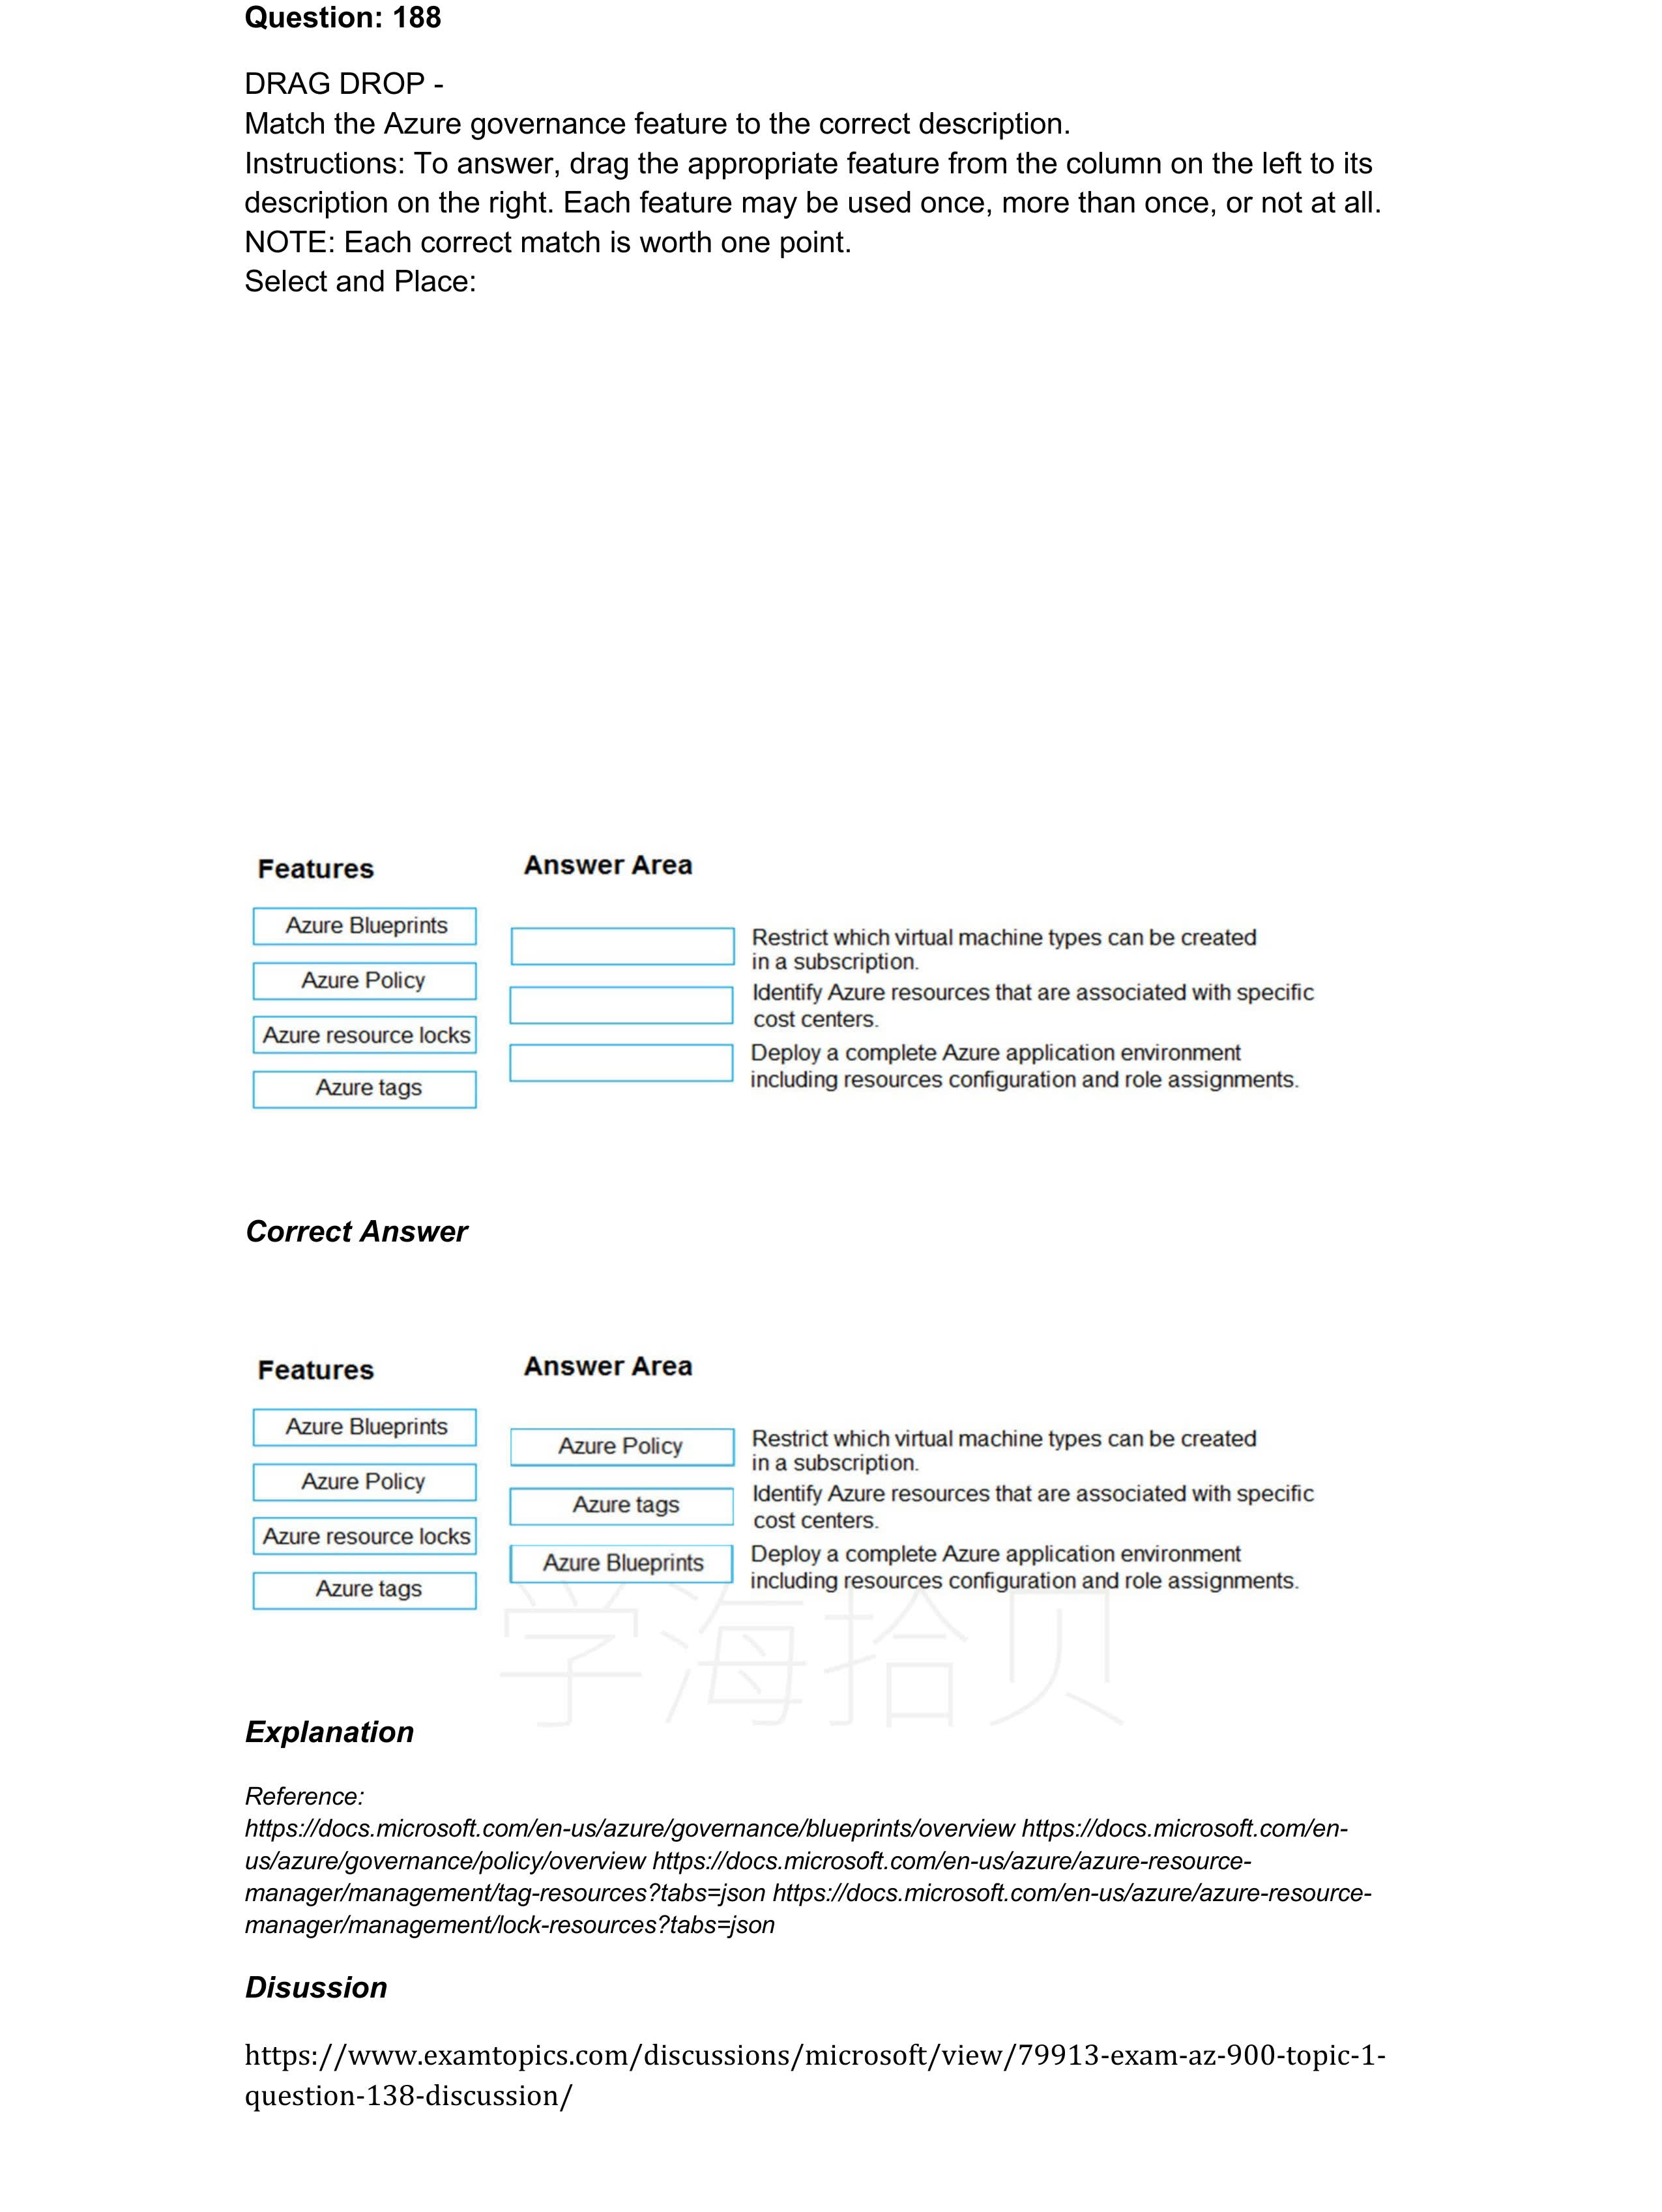 Question: 188
DRAG DROP -
Match the Azure governance feature to the correct description.
Instructions: To answer, drag the appropriate feature from the column on the left to its
description on the right. Each feature may be used once, more than once, or not at all.
NOTE: Each correct match is worth one point.
Select and Place:
Features
Azure Blueprints
Azure Policy
Azure resource locks
Azure tags
Answer Area
Restrict which virtual machine types can be created
in a subscription.
Identify Azure resources that are associated with specific
cost centers.
Deploy a complete Azure application environment
including resources configuration and role assignments.
Correct Answer
Features
Azure Blueprints
Azure Policy
Azure resource locks
Azure tags
Answer Area
Azure Policy
Restrict which virtual machine types can be created
in a subscription.
Azure tags
Identify Azure resources that are associated with specific
cost centers.
Azure Blueprints
Deploy a complete Azure application environment
including resources configuration and role assignments.
学海拾贝
Explanation
Reference:
https://docs.microsoft.com/en-us/azure/governance/blueprints/overview https://docs.microsoft.com/en-
us/azure/governance/policy/overview https://docs.microsoft.com/en-us/azure/azure-resource-
manager/management/tag-resources?tabs=json https://docs.microsoft.com/en-us/azure/azure-resource-
manager/management/lock-resources?tabs=json
Disussion
https://www.examtopics.com/discussions/microsoft/view/79913-exam-az-900-topic-1-
question-138-discussion/